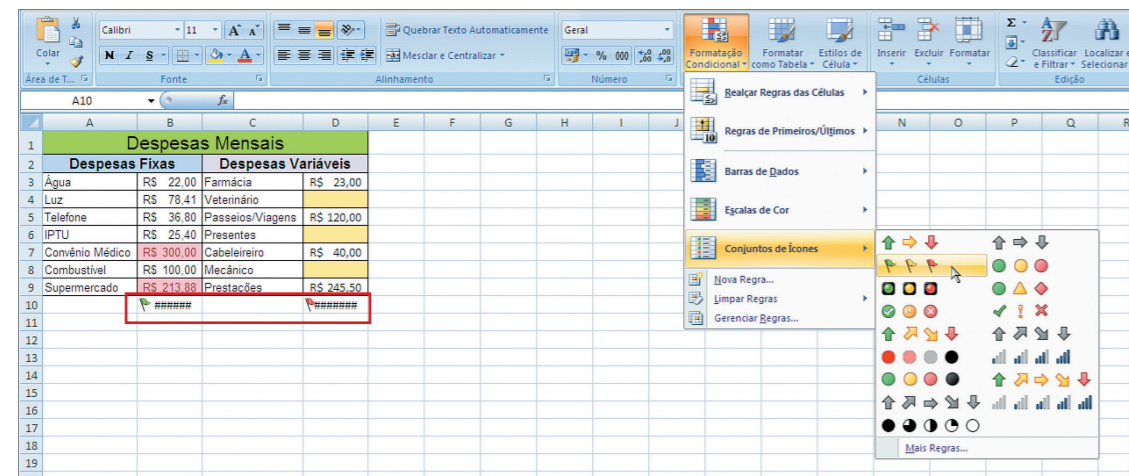 Calibri 11 A A Quebrar Texto Automaticamente Geral Σ
Colar N I S A Mesclar e Centralizar % 000 ,0 ,00 ,00 ,0 Formatação Condicional Formatar como Tabela Estilos de Célula Inserir Excluir Formatar Classificar e Filtrar Localizar e Selecionar
Área de T... Fonte Alinhamento Número Células Edição
A10 fx
A B C D E F G H I J N O P Q R
1 Despesas Mensais
2 Despesas Fixas Despesas Variáveis
3 Água R$ 22,00 Farmácia R$ 23,00
4 Luz R$ 78,41 Veterinário
5 Telefone R$ 36,80 Passeios/Viagens R$ 120,00
6 IPTU R$ 25,40 Presentes
7 Convênio Médico R$ 300,00 Cabeleireiro R$ 40,00
8 Combustível R$ 100,00 Mecânico
9 Supermercado R$ 213,88 Prestações R$ 245,50
10 ###### #######
11
12
13
14
15
16
17
18
19
Realçar Regras das Células
Regras de Primeiros/Últimos
10
Barras de Dados
Escalas de Cor
Conjuntos de Ícones
Nova Regra...
Limpar Regras
Gerenciar Regras...
Mais Regras...